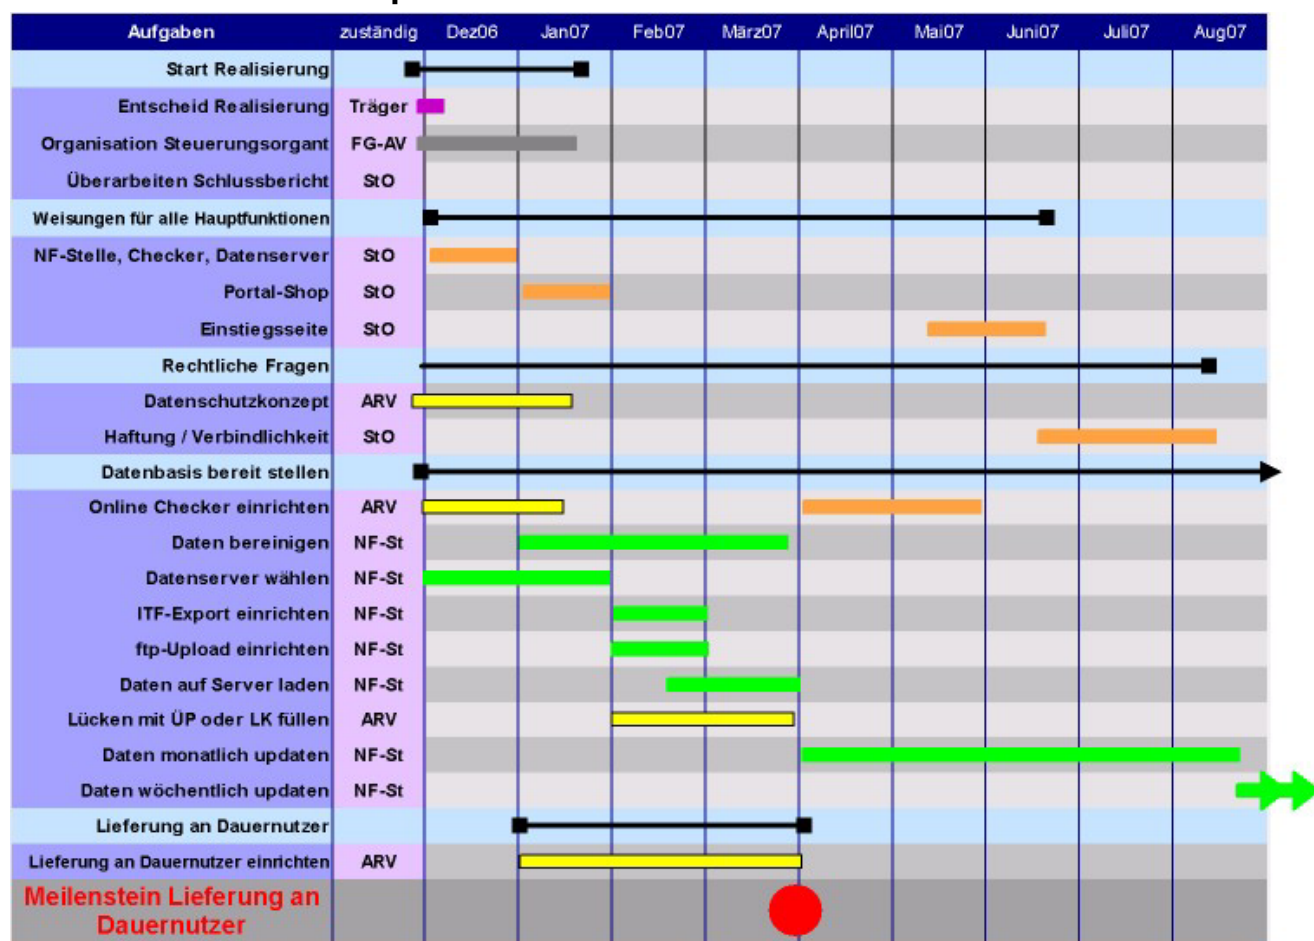 Aufgaben zuständig Dez06 Jan07 Feb07 März07 April07 Mai07 Juni07 Juli07 Aug07
Start Realisierung
Entscheid Realisierung Träger
Organisation Steuerungsorgant FG-AV
Überarbeiten Schlussbericht StO
Weisungen für alle Hauptfunktionen
NF-Stelle, Checker, Datenserver StO
Portal-Shop StO
Einstiegsseite StO
Rechtliche Fragen
Datenschutzkonzept ARV
Haftung / Verbindlichkeit StO
Datenbasis bereit stellen
Online Checker einrichten ARV
Daten bereinigen NF-St
Datenserver wählen NF-St
ITF-Export einrichten NF-St
ftp-Upload einrichten NF-St
Daten auf Server laden NF-St
Lücken mit ÜP oder LK füllen ARV
Daten monatlich updaten NF-St
Daten wöchentlich updaten NF-St
Lieferung an Dauernutzer
Lieferung an Dauernutzer einrichten ARV
Meilenstein Lieferung an
Dauernutzer